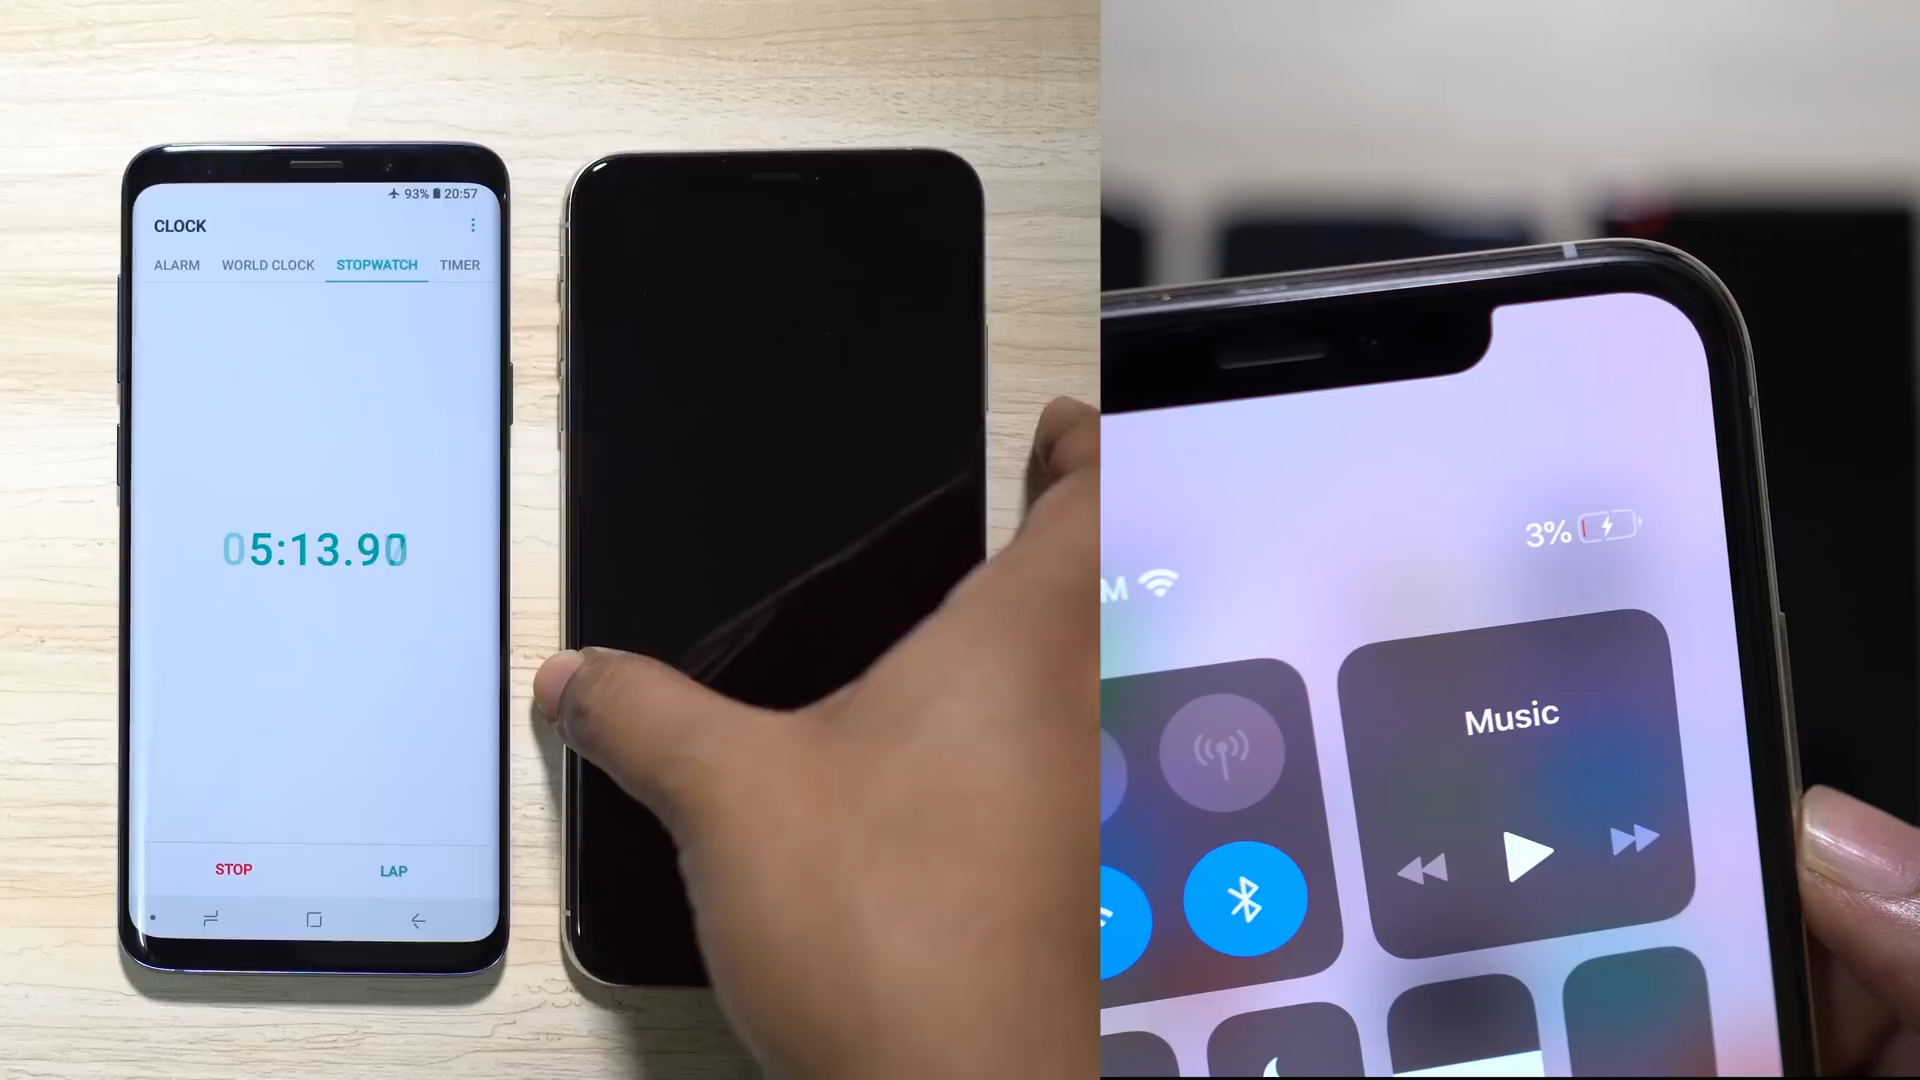 93% 20:57
CLOCK
ALARM WORLD CLOCK STOPWATCH TIMER
05:13.90
STOP LAP
3%
M
Music